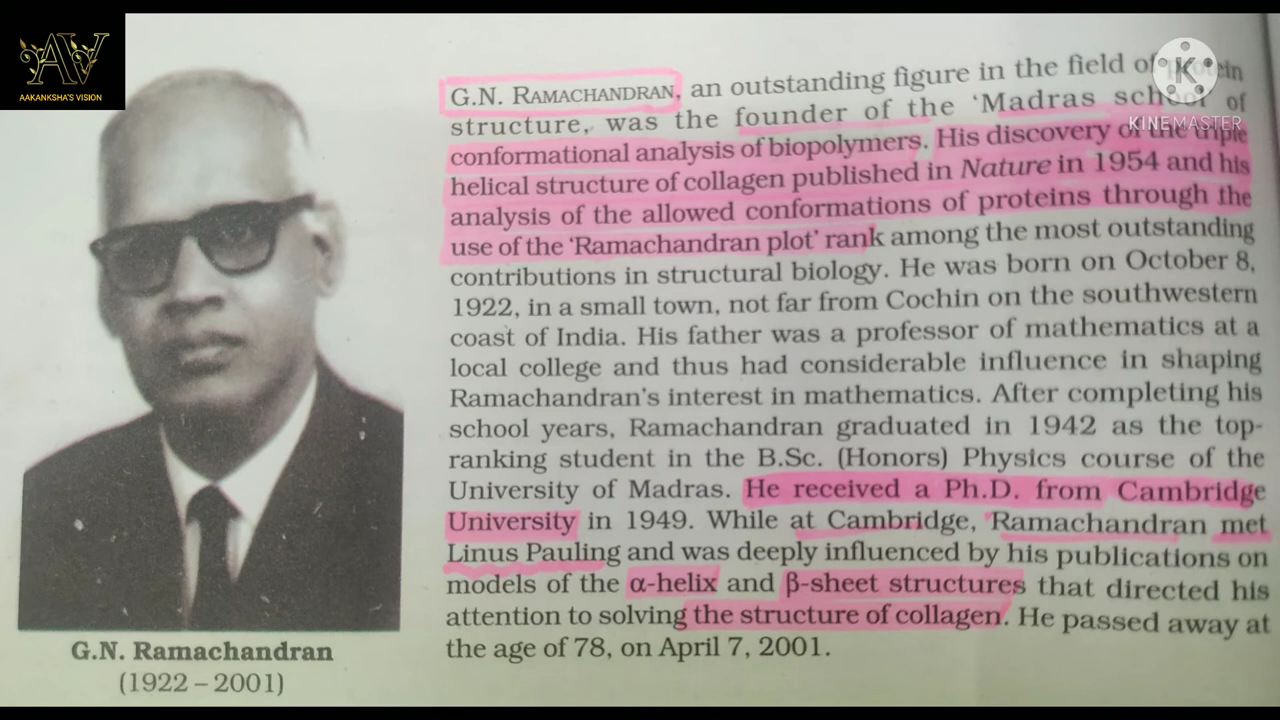 AV
AAKANKSHA'S VISION
K
KINEMASTER
G.N. RAMACHANDRAN, an outstanding figure in the field of protein
structure, was the founder of the 'Madras school of
conformational analysis of biopolymers. His discovery of the triple
helical structure of collagen published in Nature in 1954 and his
analysis of the allowed conformations of proteins through the
use of the 'Ramachandran plot' rank among the most outstanding
contributions in structural biology. He was born on October 8,
1922, in a small town, not far from Cochin on the southwestern
coast of India. His father was a professor of mathematics at a
local college and thus had considerable influence in shaping
Ramachandran's interest in mathematics. After completing his
school years, Ramachandran graduated in 1942 as the top-
ranking student in the B.Sc. (Honors) Physics course of the
University of Madras. He received a Ph.D. from Cambridge
University in 1949. While at Cambridge, Ramachandran met
Linus Pauling and was deeply influenced by his publications on
models of the α-helix and β-sheet structures that directed his
attention to solving the structure of collagen. He passed away at
the age of 78, on April 7, 2001.
G.N. Ramachandran
(1922 – 2001)